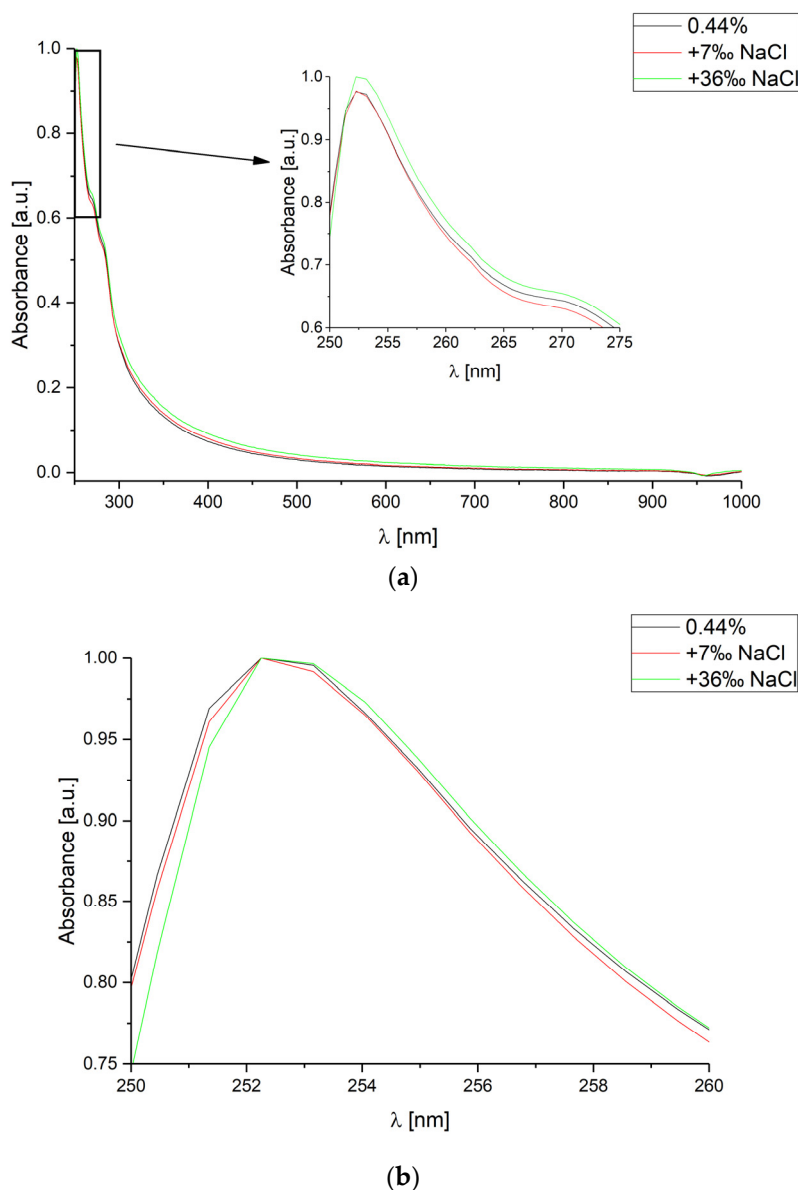 0.44%
+7‰ NaCl
+36‰ NaCl
1.0
0.8
0.6
0.4
0.2
0.0
Absorbance [a.u.]
300 400 500 600 700 800 900 1000
λ [nm]
1.0
0.9
0.8
0.7
0.6
Absorbance [a.u.]
250 255 260 265 270 275
λ [nm]
(a)
0.44%
+7‰ NaCl
+36‰ NaCl
1.00
0.95
0.90
0.85
0.80
0.75
Absorbance [a.u.]
250 252 254 256 258 260
λ [nm]
(b)